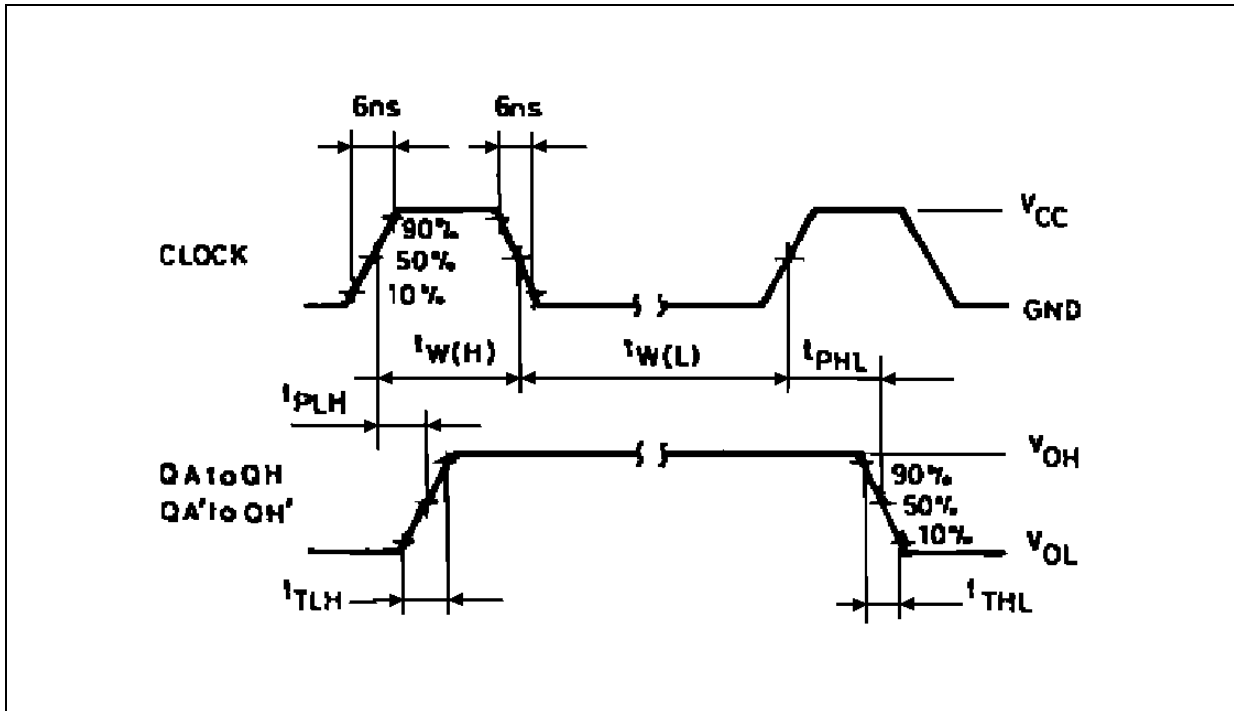 6ns 6ns
VCC
90%
CLOCK 50%
10%
GND
tW(H) tW(L) tPHL
tPLH
VOH
QA to QH 90%
QA' to QH' 50%
10%
VOL
tTLH tTHL